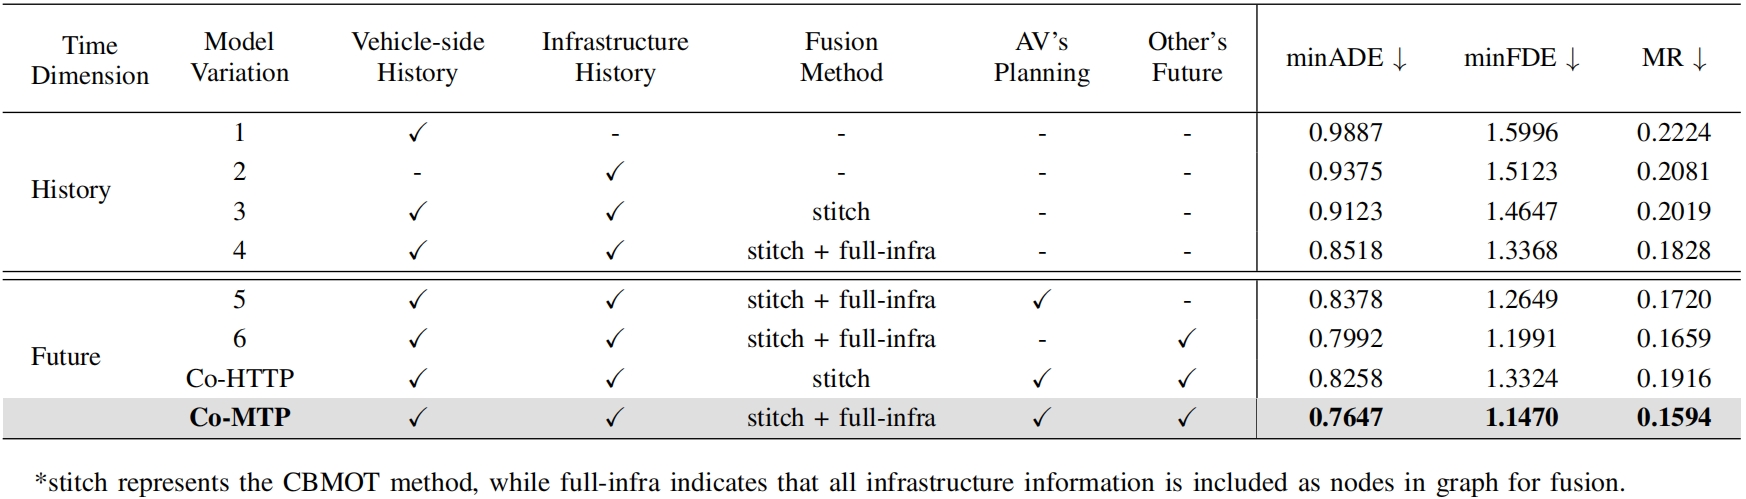 Time Dimension Model Variation Vehicle-side History Infrastructure History Fusion Method AV's Planning Other's Future minADE ↓ minFDE ↓ MR ↓
History
1 ✓ - - - - 0.9887 1.5996 0.2224
2 - ✓ - - - 0.9375 1.5123 0.2081
3 ✓ ✓ stitch - - 0.9123 1.4647 0.2019
4 ✓ ✓ stitch + full-infra - - 0.8518 1.3368 0.1828
Future
5 ✓ ✓ stitch + full-infra ✓ - 0.8378 1.2649 0.1720
6 ✓ ✓ stitch + full-infra - ✓ 0.7992 1.1991 0.1659
Co-HTTP ✓ ✓ stitch ✓ ✓ 0.8258 1.3324 0.1916
Co-MTP ✓ ✓ stitch + full-infra ✓ ✓ 0.7647 1.1470 0.1594
*stitch represents the CBMOT method, while full-infra indicates that all infrastructure information is included as nodes in graph for fusion.